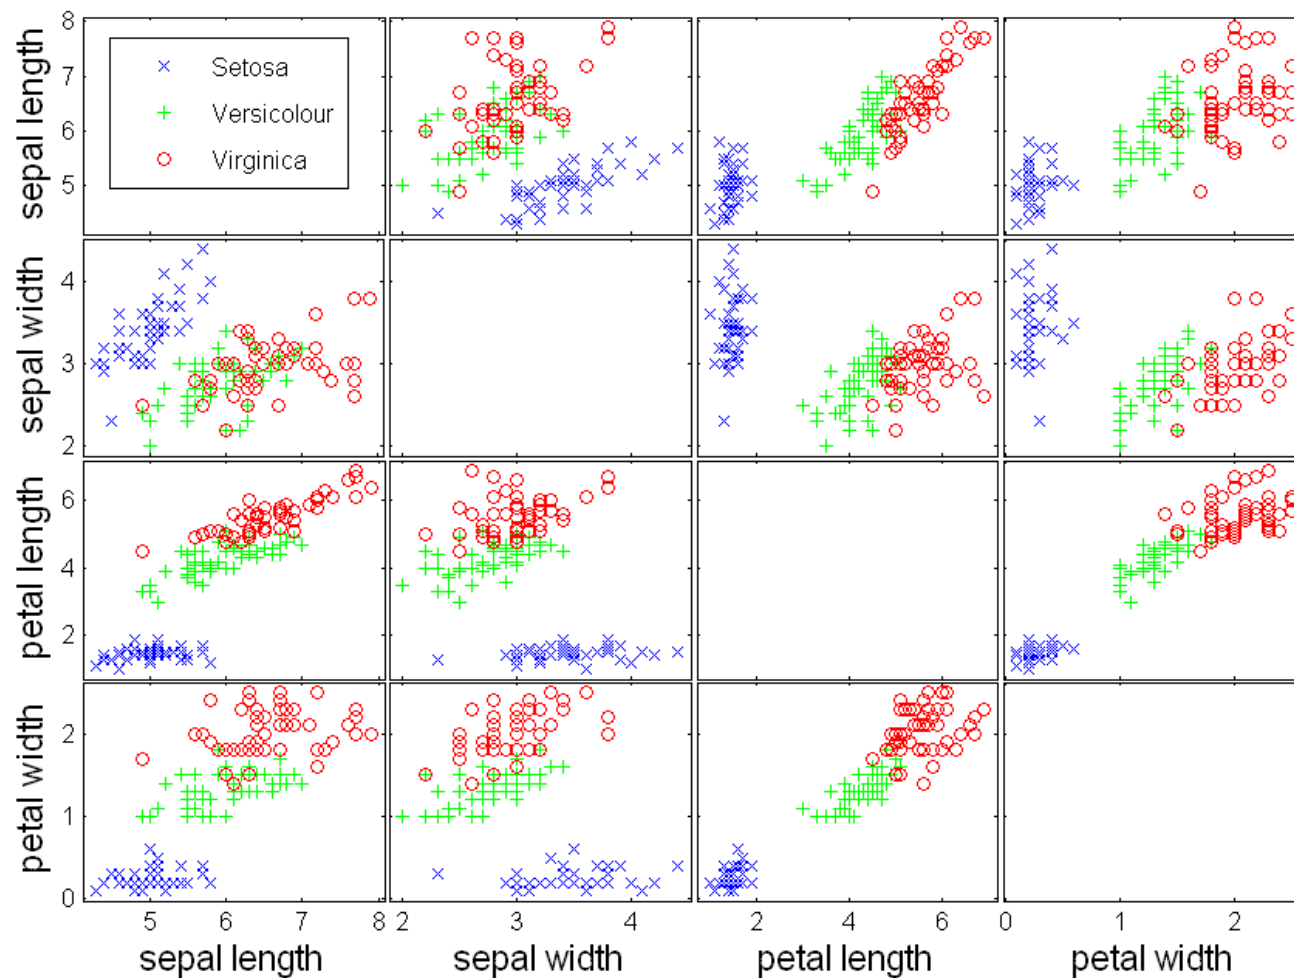 sepal length
8
7
6
5
Setosa
Versicolour
Virginica
sepal width
4
3
2
petal length
6
4
2
petal width
2
1
0
5 6 7 8 2 3 4 2 4 6 0 1 2
sepal length sepal width petal length petal width